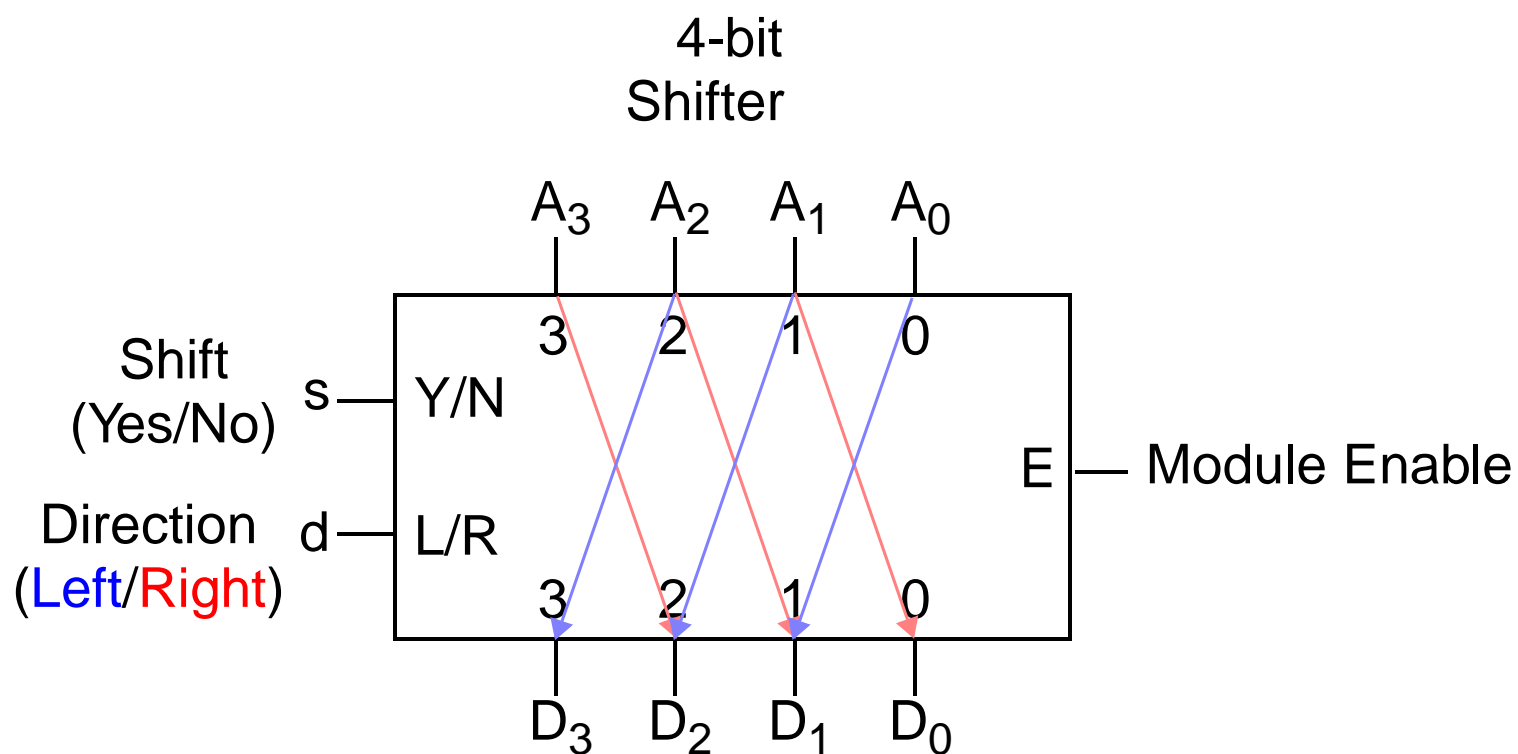 4-bit
Shifter
A3 A2 A1 A0
3 2 1 0
Shift
(Yes/No)
s
Y/N
E
Module Enable
Direction
(Left/Right)
d
L/R
3 2 1 0
D3 D2 D1 D0